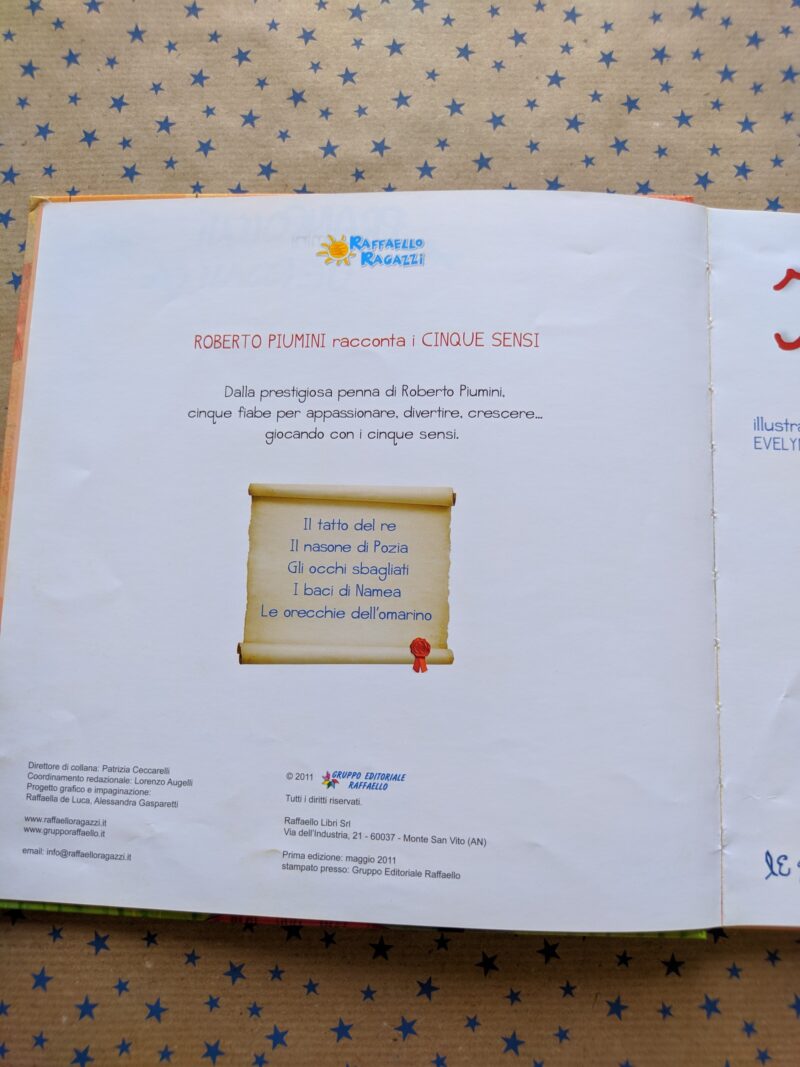 RAFFAELLO
RAGAZZI
ROBERTO PIUMINI racconta i CINQUE SENSI
Dalla prestigiosa penna di Roberto Piumini,
cinque fiabe per appassionare, divertire, crescere...
giocando con i cinque sensi.
Il tatto del re
Il nasone di Pozia
Gli occhi sbagliati
I baci di Namea
Le orecchie dell'omarino
Direttore di collana: Patrizia Ceccarelli
Coordinamento redazionale: Lorenzo Augelli
Progetto grafico e impaginazione:
Raffaella de Luca, Alessandra Gasparetti
www.raffaelloragazzi.it
www.grupporaffaello.it
email: info@raffaelloragazzi.it
© 2011 GRUPPO EDITORIALE
RAFFAELLO
Tutti i diritti riservati.
Raffaello Libri Srl
Via dell'Industria, 21 - 60037 - Monte San Vito (AN)
Prima edizione: maggio 2011
stampato presso: Gruppo Editoriale Raffaello